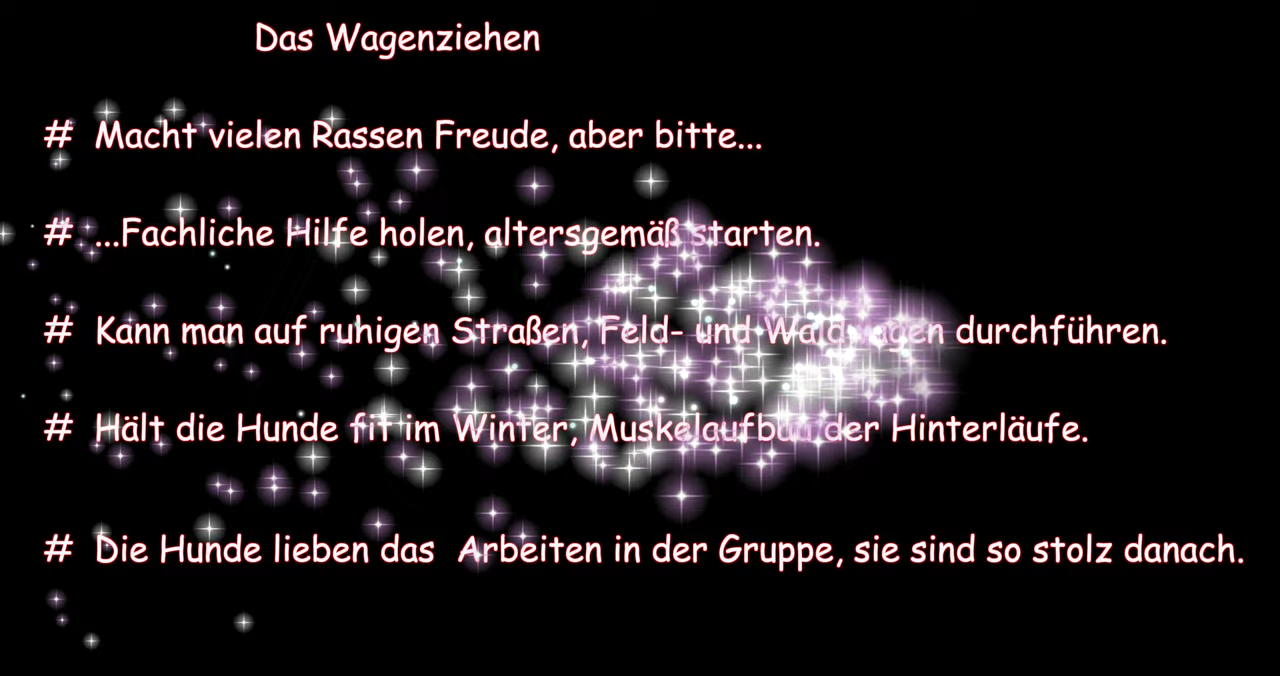 Das Wagenziehen
# Macht vielen Rassen Freude, aber bitte...
# ...Fachliche Hilfe holen, altersgemäß starten.
# Kann man auf ruhigen Straßen, Feld- und durchführen.
# Hält die Hunde fit im Winter, Muskelaufbau der Hinterläufe.
# Die Hunde lieben das Arbeiten in der Gruppe, sie sind so stolz danach.